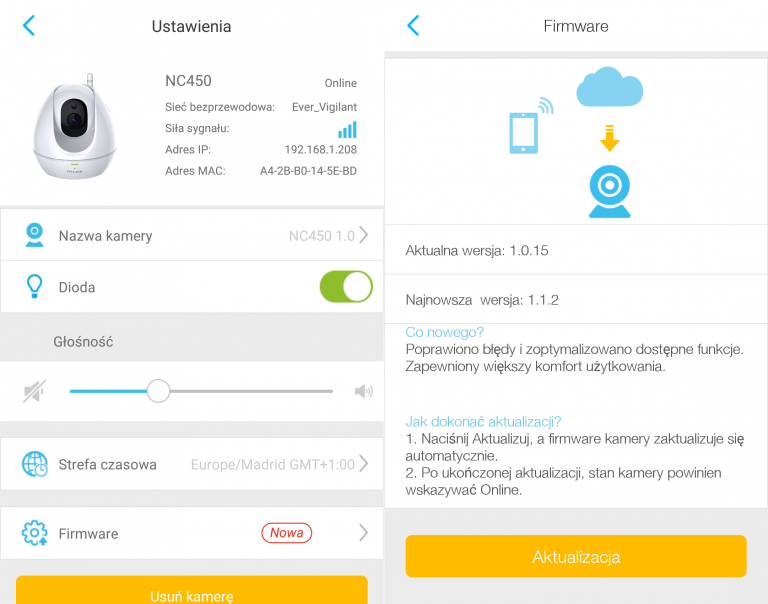 Ustawienia
NC450 Online
Sieć bezprzewodowa: Ever_Vigilant
Siła sygnału:
Adres IP: 192.168.1.208
Adres MAC: A4-2B-B0-14-5E-BD
Nazwa kamery NC450 1.0
Dioda
Głośność
Strefa czasowa Europe/Madrid GMT+1:00
Firmware Nowa
Usuń kamerę
Firmware
Aktualna wersja: 1.0.15
Najnowsza wersja: 1.1.2
Co nowego?
Poprawiono błędy i zoptymalizowano dostępne funkcje.
Zapewniony większy komfort użytkowania.
Jak dokonać aktualizacji?
1. Naciśnij Aktualizuj, a firmware kamery zaktualizuje się
automatycznie.
2. Po ukończonej aktualizacji, stan kamery powinien
wskazywać Online.
Aktualizacja